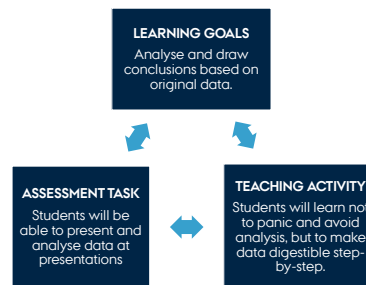 LEARNING GOALS
Analyse and draw
conclusions based on
original data.
ASSESSMENT TASK
Students will be
able to present and
analyse data at
presentations
TEACHING ACTIVITY
Students will learn not
to panic and avoid
analysis, but to make
data digestible step-
by-step.